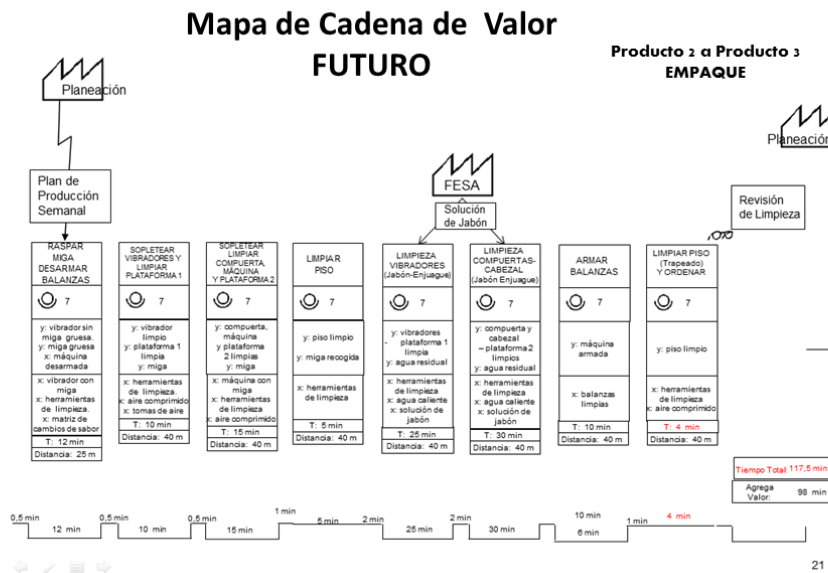 Mapa de Cadena de Valor
FUTURO
Producto 2 a Producto 3
EMPAQUE
Planeación
Planeación
Plan de
Producción
Semanal
FESA
Solución
de Jabón
Revisión
de Limpieza
RASPAR
MIGA
DESARMAR
BALANZAS
7
y: vibrador sin
miga gruesa.
y: miga gruesa
x: máquina
desarmada
x: vibrador con
miga
x: herramientas
de limpieza.
x: matriz de
cambios de sabor
T: 12 min
Distancia: 25 m
SOPLETEAR
VIBRADORES Y
LIMPIAR
PLATAFORMA 1
7
y: vibrador
limpio
y: plataforma 1
limpia
y: miga
x: herramientas
de limpieza.
x: aire comprimido
x: tomas de aire
T: 10 min
Distancia: 40 m
SOPLETEAR
LIMPIAR
COMPUERTA,
MÁQUINA
Y PLATAFORMA 2
7
y: compuerta,
máquina
y plataforma
2 limpias
y: miga
x: máquina con
miga
x: herramientas
de limpieza
x: aire comprimido
T: 15 min
Distancia: 40 m
LIMPIAR
PISO
7
y: piso limpio
y: miga recogida
x: herramientas
de limpieza
T: 5 min
Distancia: 40 m
LIMPIEZA
VIBRADORES
(Jabón-Enjuague)
7
y: vibradores
- plataforma 1
limpia
y: agua residual
x: herramientas
de limpieza
x: agua caliente
x: solución de
jabón
T: 25 min
Distancia: 40 m
LIMPIEZA
COMPUERTAS-
CABEZAL
(Jabón Enjuague)
7
y: compuerta y
cabezal
– plataforma 2
limpios
y: agua residual
x: herramientas
de limpieza
x: agua caliente
x: solución de
jabón
T: 30 min
Distancia: 40 m
ARMAR
BALANZAS
7
y: máquina
armada
x: balanzas
limpias
T: 10 min
Distancia: 40 m
LIMPIAR PISO
(Trapeado)
Y ORDENAR
7
y: piso limpio
x: herramientas
de limpieza
x: aire comprimido
T: 4 min
Distancia: 40 m
Tiempo Total: 117,5 min
Agrega
Valor: 98 min
0,5 min
12 min
0,5 min
10 min
0,5 min
15 min
1 min
5 min
2 min
25 min
2 min
30 min
10 min
6 min
1 min
4 min
21